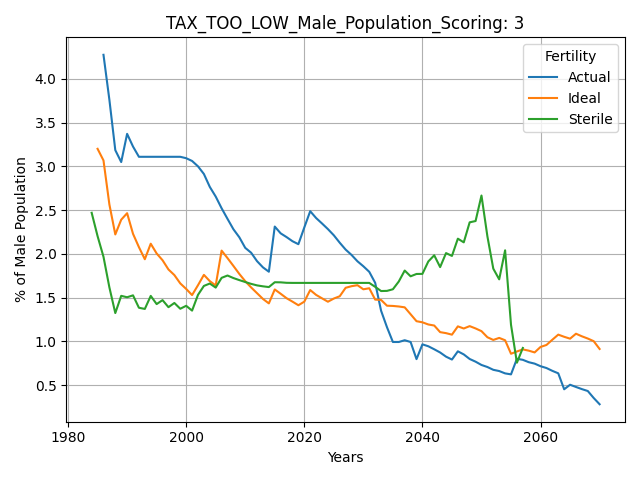 TAX_TOO_LOW_Male_Population_Scoring: 3
Fertility
Actual
Ideal
Sterile
% of Male Population
4.0
3.5
3.0
2.5
2.0
1.5
1.0
0.5
1980
2000
2020
2040
2060
Years